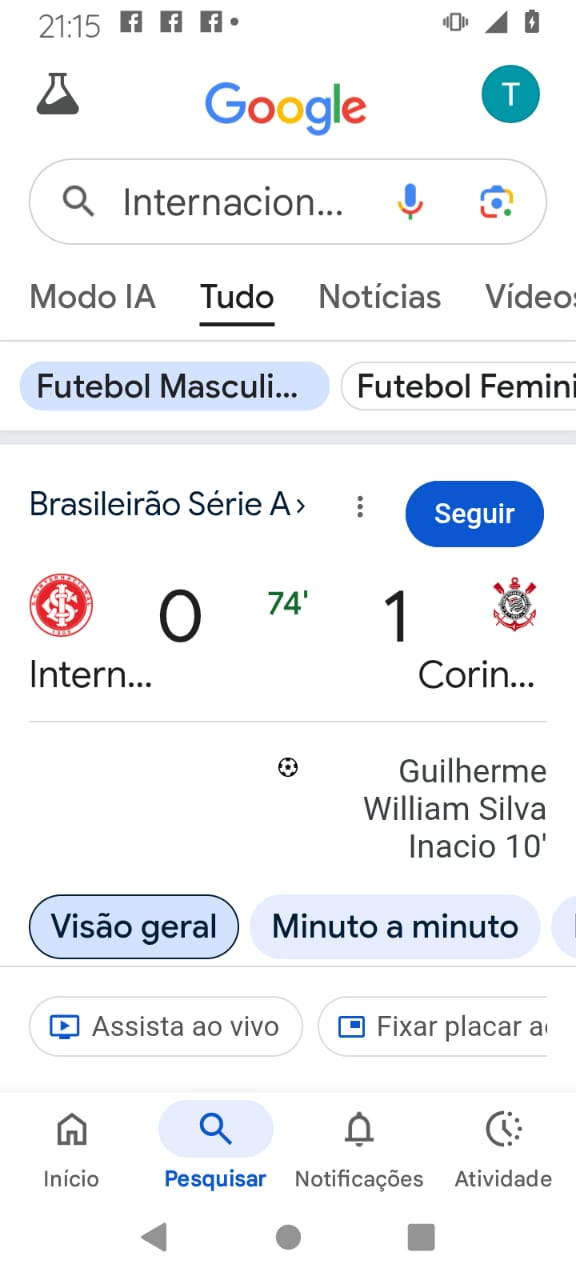 21:15
Google
T
Internacion...
Modo IA Tudo Notícias Vídeos
Futebol Masculi... Futebol Femini
Brasileirão Série A ›
Seguir
0 74' 1
Intern... Corin...
Guilherme
William Silva
Inacio 10'
Visão geral Minuto a minuto
Assista ao vivo Fixar placar a
Início Pesquisar Notificações Atividade